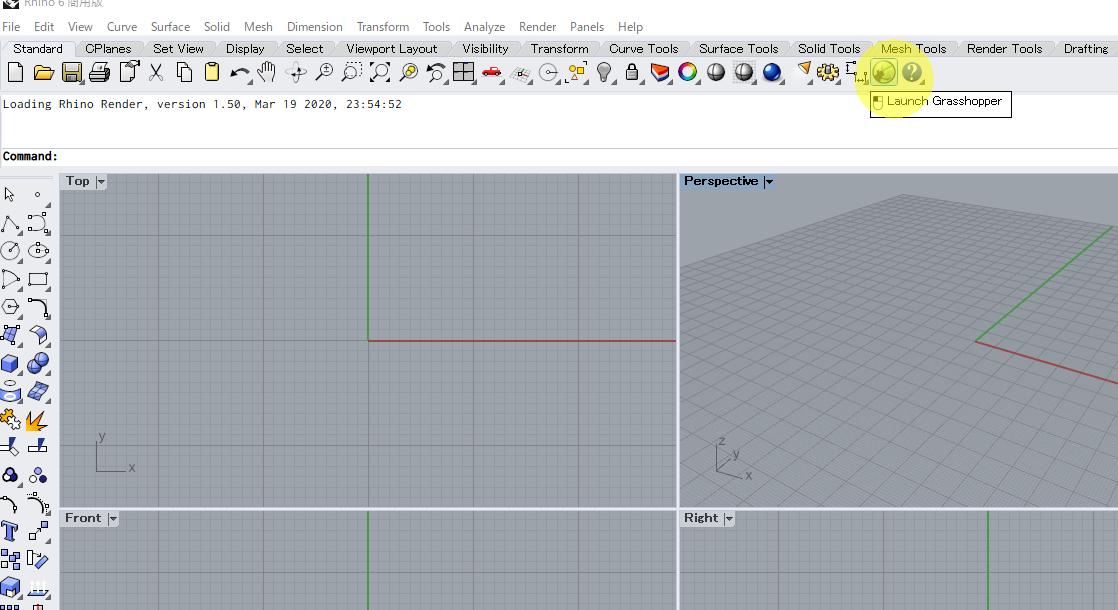 Rhino 6 商用版
File Edit View Curve Surface Solid Mesh Dimension Transform Tools Analyze Render Panels Help
Standard CPlanes Set View Display Select Viewport Layout Visibility Transform Curve Tools Surface Tools Solid Tools Mesh Tools Render Tools Drafting
Launch Grasshopper
Loading Rhino Render, version 1.50, Mar 19 2020, 23:54:52
Command:
Top
Perspective
y
x
z
y
x
Front
Right